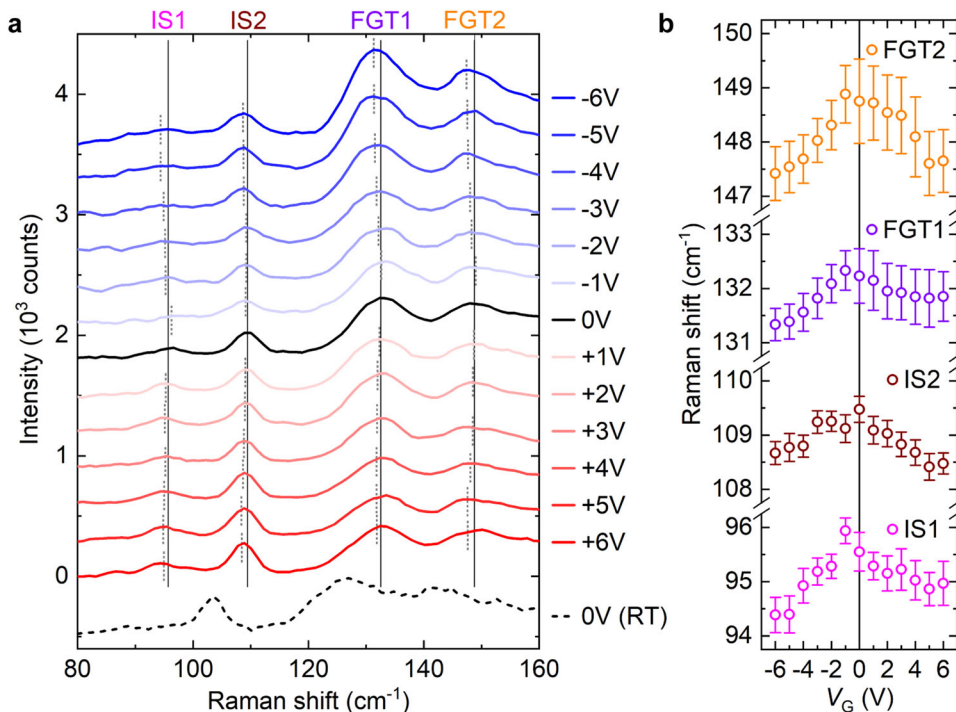 a
IS1 IS2 FGT1 FGT2
Intensity (10³ counts)
4
3
2
1
0
-6V
-5V
-4V
-3V
-2V
-1V
0V
+1V
+2V
+3V
+4V
+5V
+6V
0V (RT)
80 100 120 140 160
Raman shift (cm⁻¹)
b
Raman shift (cm⁻¹)
150
149
148
147
FGT2
133
132
131
FGT1
110
109
108
IS2
96
95
94
IS1
-6 -4 -2 0 2 4 6
V_G (V)